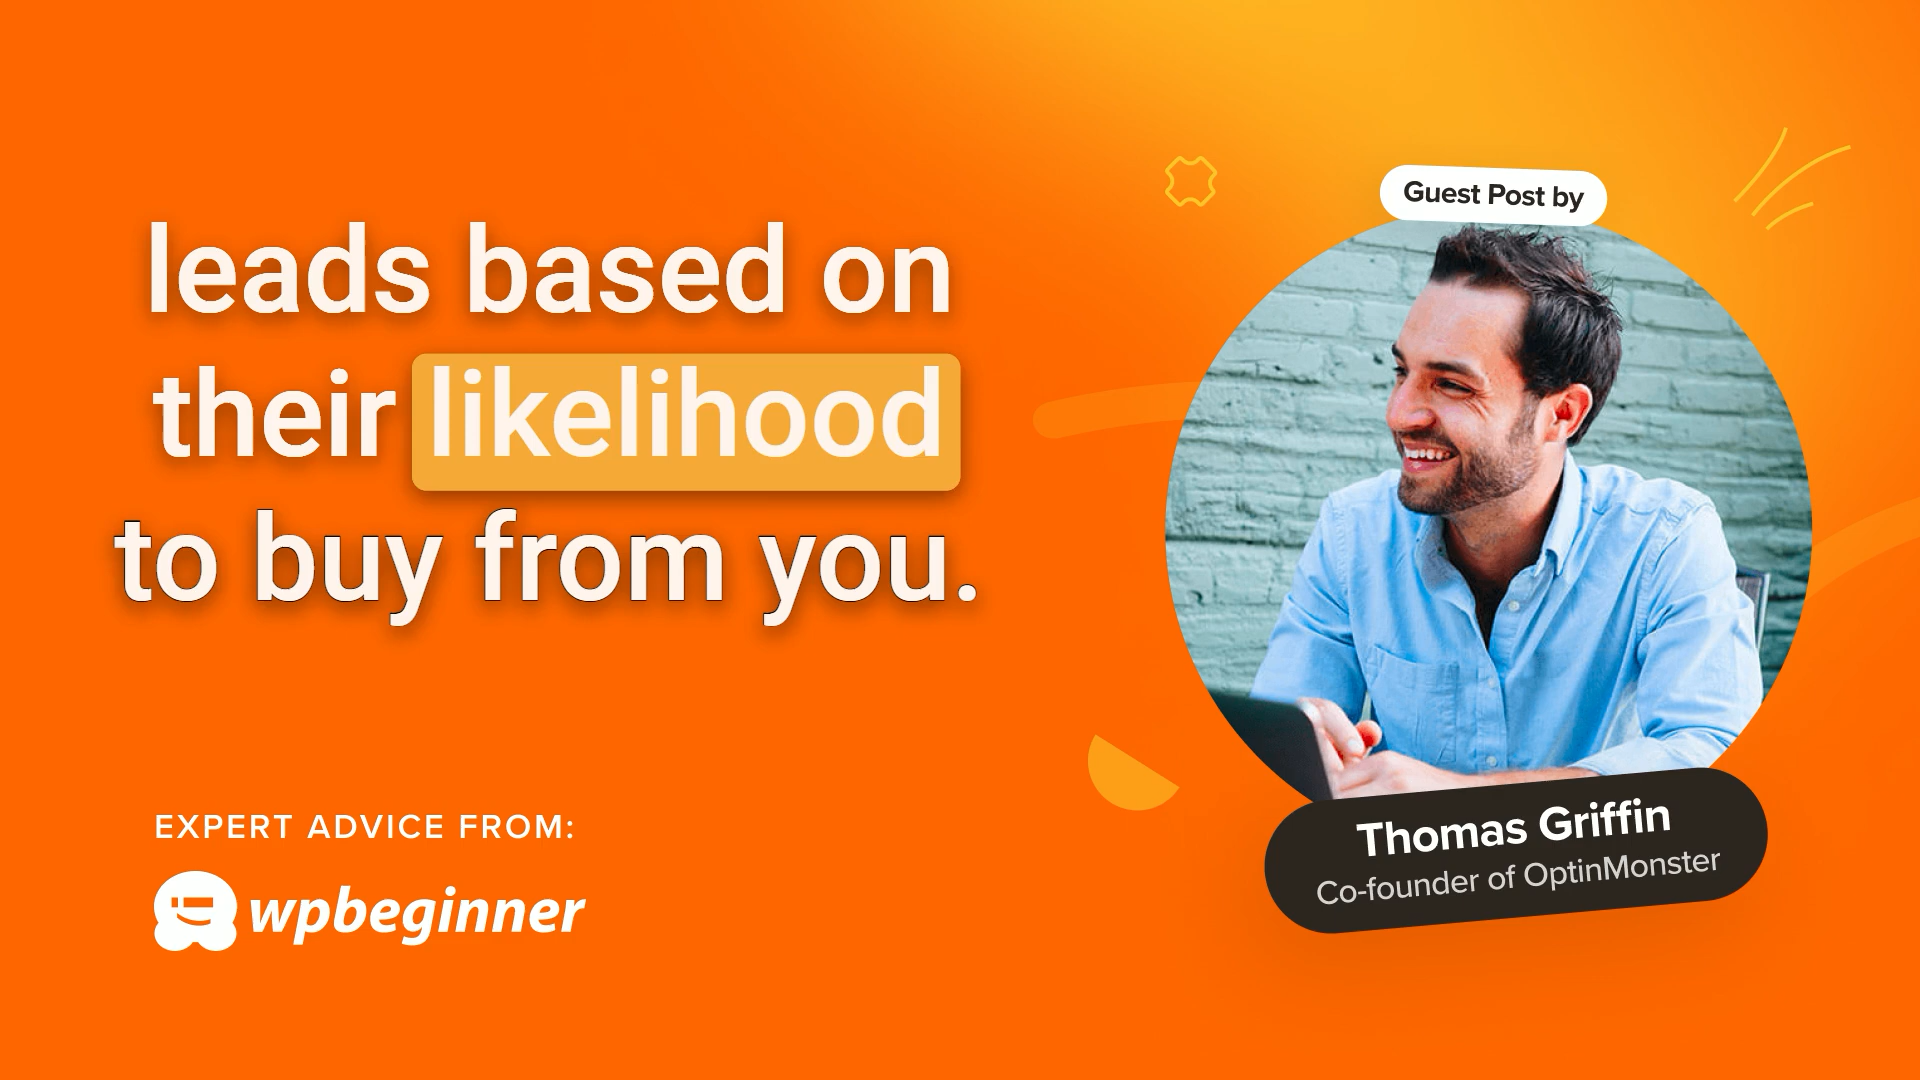 leads based on
their likelihood
to buy from you.
EXPERT ADVICE FROM:
wpbeginner
Guest Post by
Thomas Griffin
Co-founder of OptinMonster